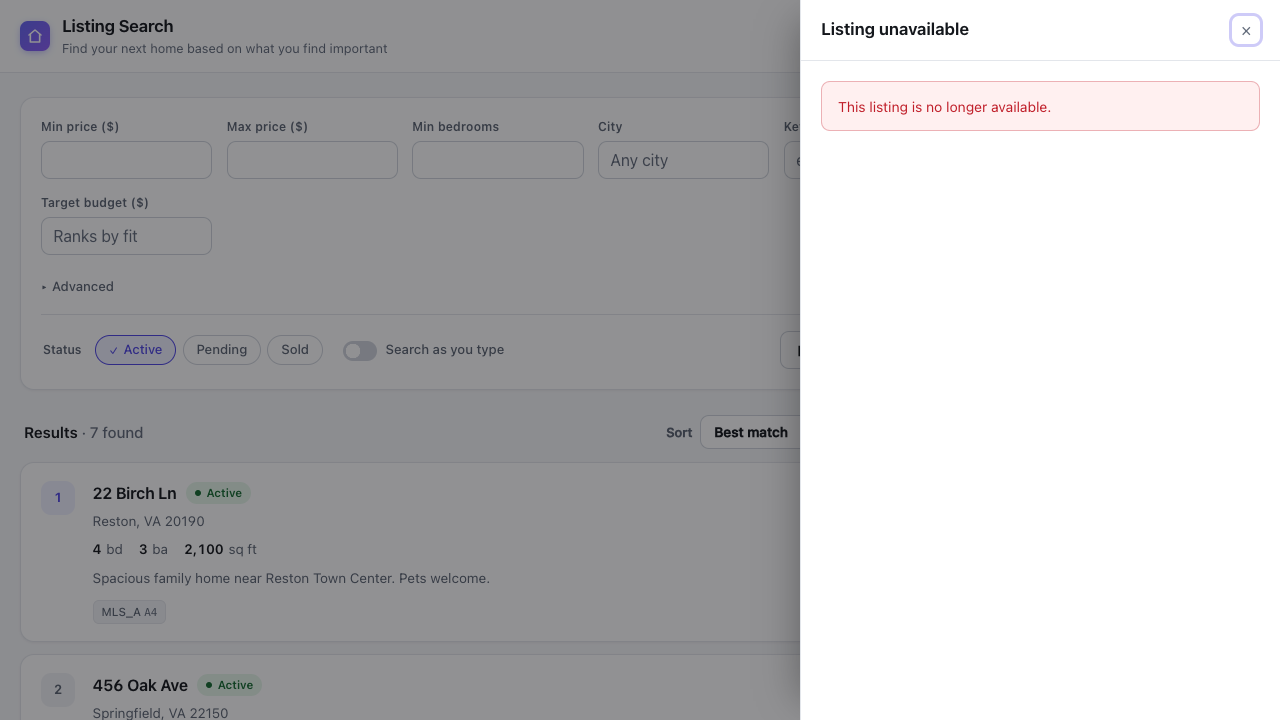 Listing Search
Find your next home based on what you find important
Min price ($)
Max price ($)
Min bedrooms
City
Any city
Target budget ($)
Ranks by fit
▸ Advanced
Status
✓ Active
Pending
Sold
Search as you type
Results · 7 found
Sort
Best match
1
22 Birch Ln
Active
Reston, VA 20190
4 bd 3 ba 2,100 sq ft
Spacious family home near Reston Town Center. Pets welcome.
MLS_A A4
2
456 Oak Ave
Active
Springfield, VA 22150
Listing unavailable
×
This listing is no longer available.